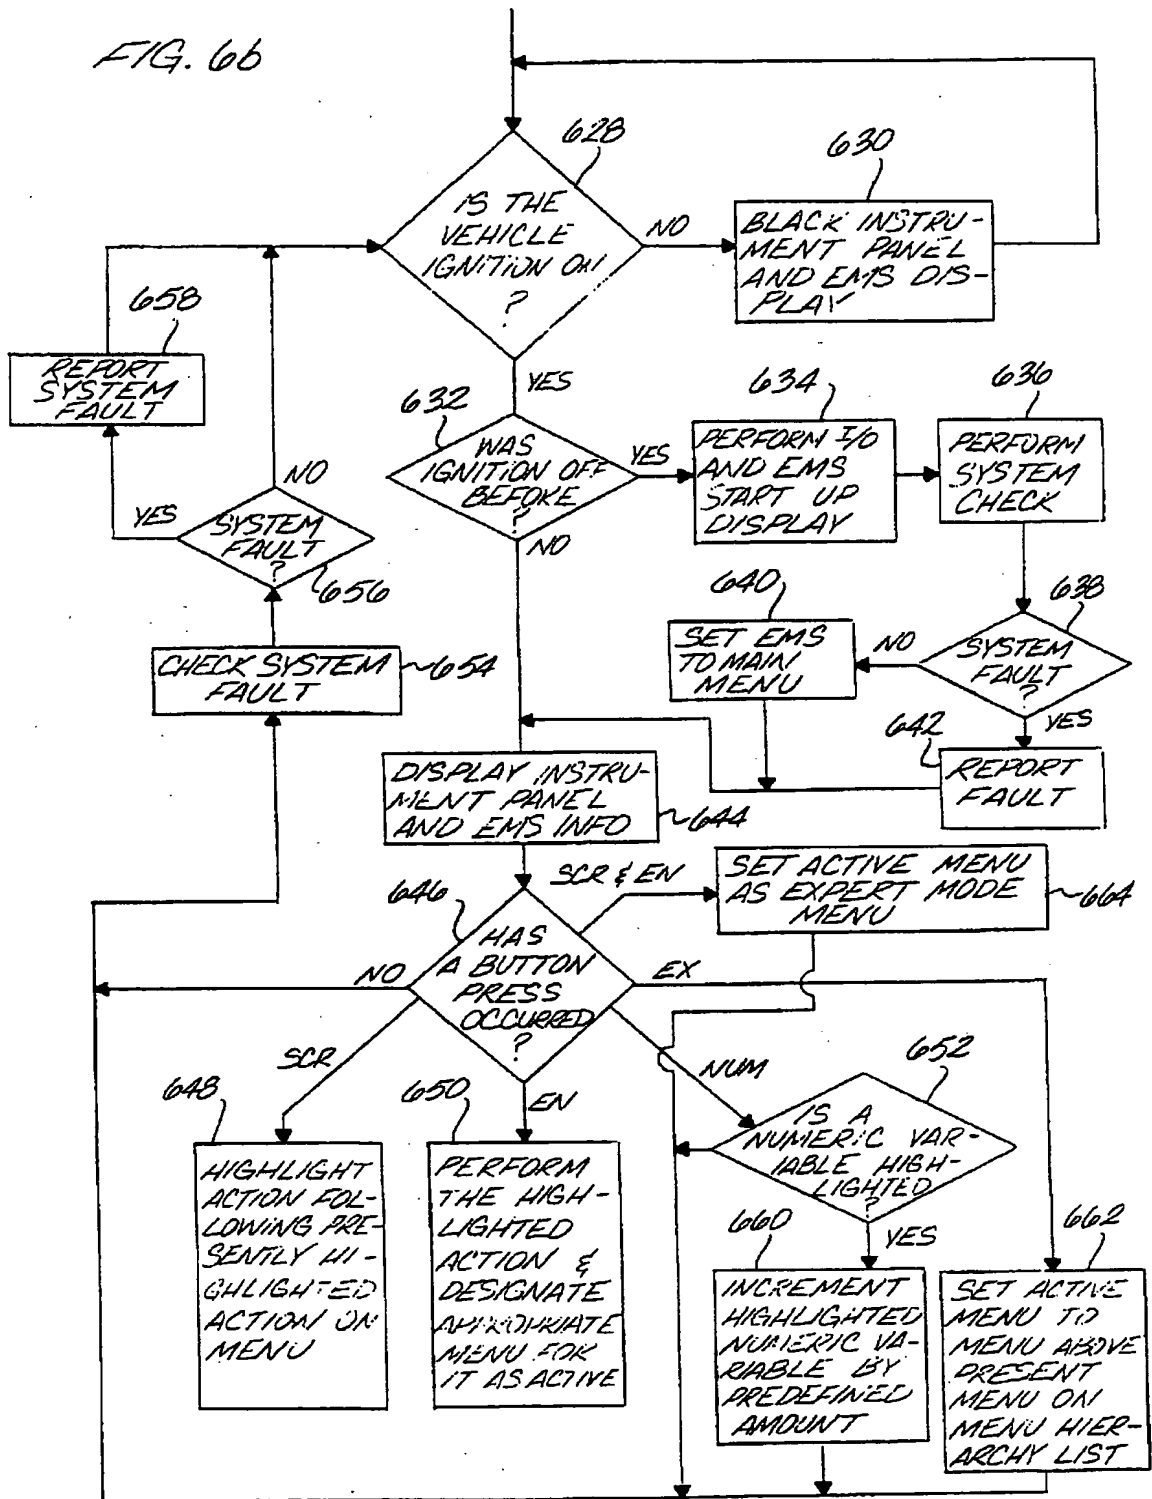 FIG. 6b
628
IS THE
VEHICLE
IGNITION ON
?
NO
630
BLACK INSTRU-
MENT PANEL
AND EMS DIS-
PLAY
YES
658
REPORT
SYSTEM
FAULT
632
WAS
IGNITION OFF
BEFORE
?
YES
NO
634
PERFORM I/O
AND EMS
START UP
DISPLAY
636
PERFORM
SYSTEM
CHECK
NO
YES
SYSTEM
FAULT
?
656
638
SYSTEM
FAULT
?
NO
YES
640
SET EMS
TO MAIN
MENU
642
REPORT
FAULT
CHECK SYSTEM
FAULT
654
DISPLAY INSTRU-
MENT PANEL
AND EMS INFO
644
646
HAS
A BUTTON
PRESS
OCCURRED
?
SCR & EN
SET ACTIVE MENU
AS EXPERT MODE
MENU
664
NO
EX
SCR
EN
NUM
648
HIGHLIGHT
ACTION FOL-
LOWING PRE-
SENTLY HI-
GHLIGHTED
ACTION ON
MENU
650
PERFORM
THE HIGH-
LIGHTED
ACTION &
DESIGNATE
APPROPRIATE
MENU FOR
IT AS ACTIVE
652
IS A
NUMERIC VAR-
IABLE HIGH-
LIGHTED
?
YES
660
INCREMENT
HIGHLIGHTED
NUMERIC VA-
RIABLE BY
PREDEFINED
AMOUNT
662
SET ACTIVE
MENU TO
MENU ABOVE
PRESENT
MENU ON
MENU HIER-
ARCHY LIST